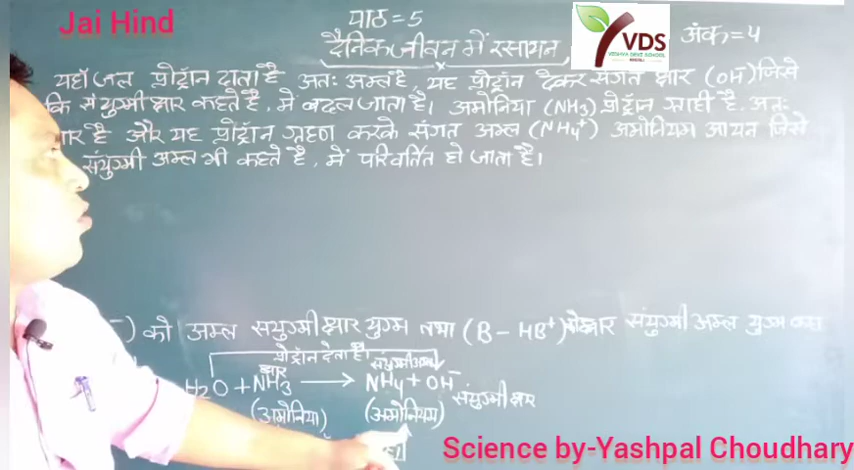 Jai Hind
पाठ = 5
दैनिक जीवन में रसायन
VDS
अंक = 4
यहाँ जल प्रोट्रॉन दाता है अतः अम्ल है, यह प्रोट्रॉन देकर संगत क्षार (OH) जिसे
कि संयुग्मी क्षार कहते है, में बदल जाता है। अमोनिया (NH3) प्रोट्रॉन ग्राही है, अतः
क्षार है और यह प्रोट्रॉन ग्रहण करके संगत अम्ल (NH4+) अमोनियम आयन जिसे
संयुग्मी अम्ल भी कहते है, में परिवर्तित हो जाता है।
-) को अम्ल संयुग्मी क्षार युग्म तथा (B - HB+) संयुग्मी अम्ल युग्म
प्रोट्रॉन देता है।
क्षार संयुग्मी अम्ल
H2O + NH3 → NH4 + OH- संयुग्मी क्षार
(अमोनिया) (अमोनियम)
Science by-Yashpal Choudhary